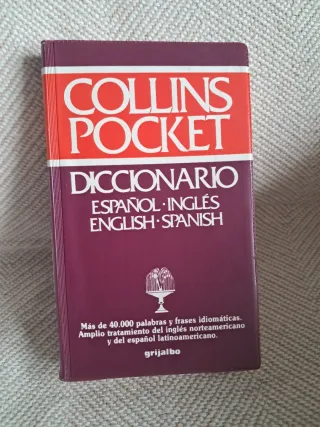 COLLINS
POCKET
DICCIONARIO
ESPAÑOL·INGLÉS
ENGLISH·SPANISH
Más de 40.000 palabras y frases idiomáticas.
Amplio tratamiento del inglés norteamericano
y del español latinoamericano.
grijalbo